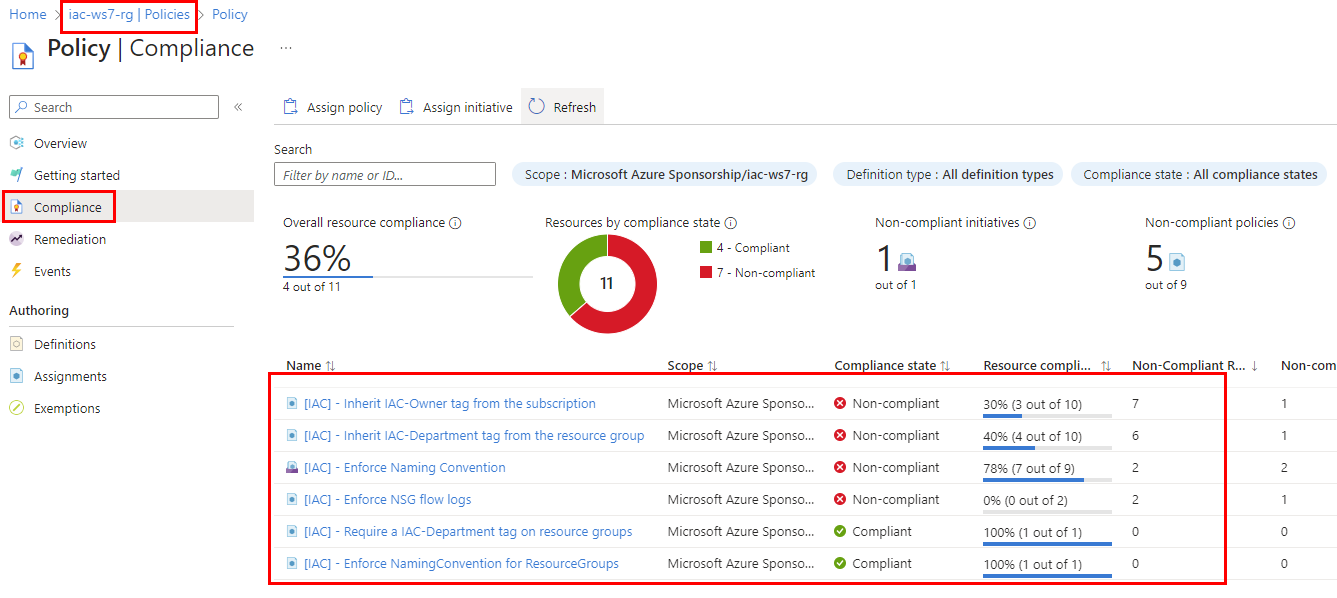 Home > iac-ws7-rg | Policies > Policy
Policy | Compliance ...
Search «
Overview
Getting started
Compliance
Remediation
Events
Authoring
Definitions
Assignments
Exemptions
Assign policy Assign initiative Refresh
Search
Filter by name or ID... Scope : Microsoft Azure Sponsorship/iac-ws7-rg Definition type : All definition types Compliance state : All compliance states
Overall resource compliance Resources by compliance state Non-compliant initiatives Non-compliant policies
36%
4 out of 11
11
4 - Compliant
7 - Non-compliant
1
out of 1
5
out of 9
Name ↑↓ Scope ↑↓ Compliance state ↑↓ Resource compli... ↑↓ Non-Compliant R... ↓ Non-com
[IAC] - Inherit IAC-Owner tag from the subscription Microsoft Azure Sponso... Non-compliant 30% (3 out of 10) 7 1
[IAC] - Inherit IAC-Department tag from the resource group Microsoft Azure Sponso... Non-compliant 40% (4 out of 10) 6 1
[IAC] - Enforce Naming Convention Microsoft Azure Sponso... Non-compliant 78% (7 out of 9) 2 2
[IAC] - Enforce NSG flow logs Microsoft Azure Sponso... Non-compliant 0% (0 out of 2) 2 1
[IAC] - Require a IAC-Department tag on resource groups Microsoft Azure Sponso... Compliant 100% (1 out of 1) 0 0
[IAC] - Enforce NamingConvention for ResourceGroups Microsoft Azure Sponso... Compliant 100% (1 out of 1) 0 0